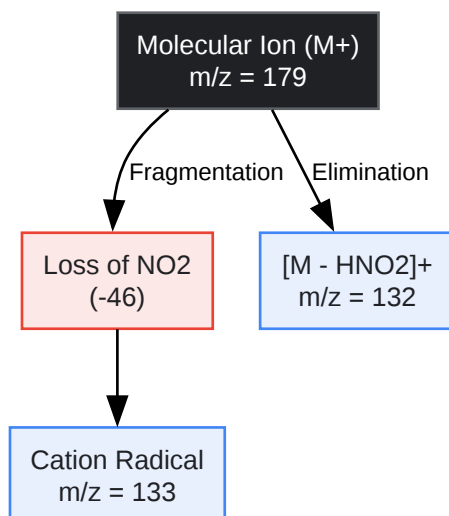 Molecular Ion (M+)
m/z = 179
Fragmentation
Elimination
Loss of NO2
(-46)
[M - HNO2]+
m/z = 132
Cation Radical
m/z = 133